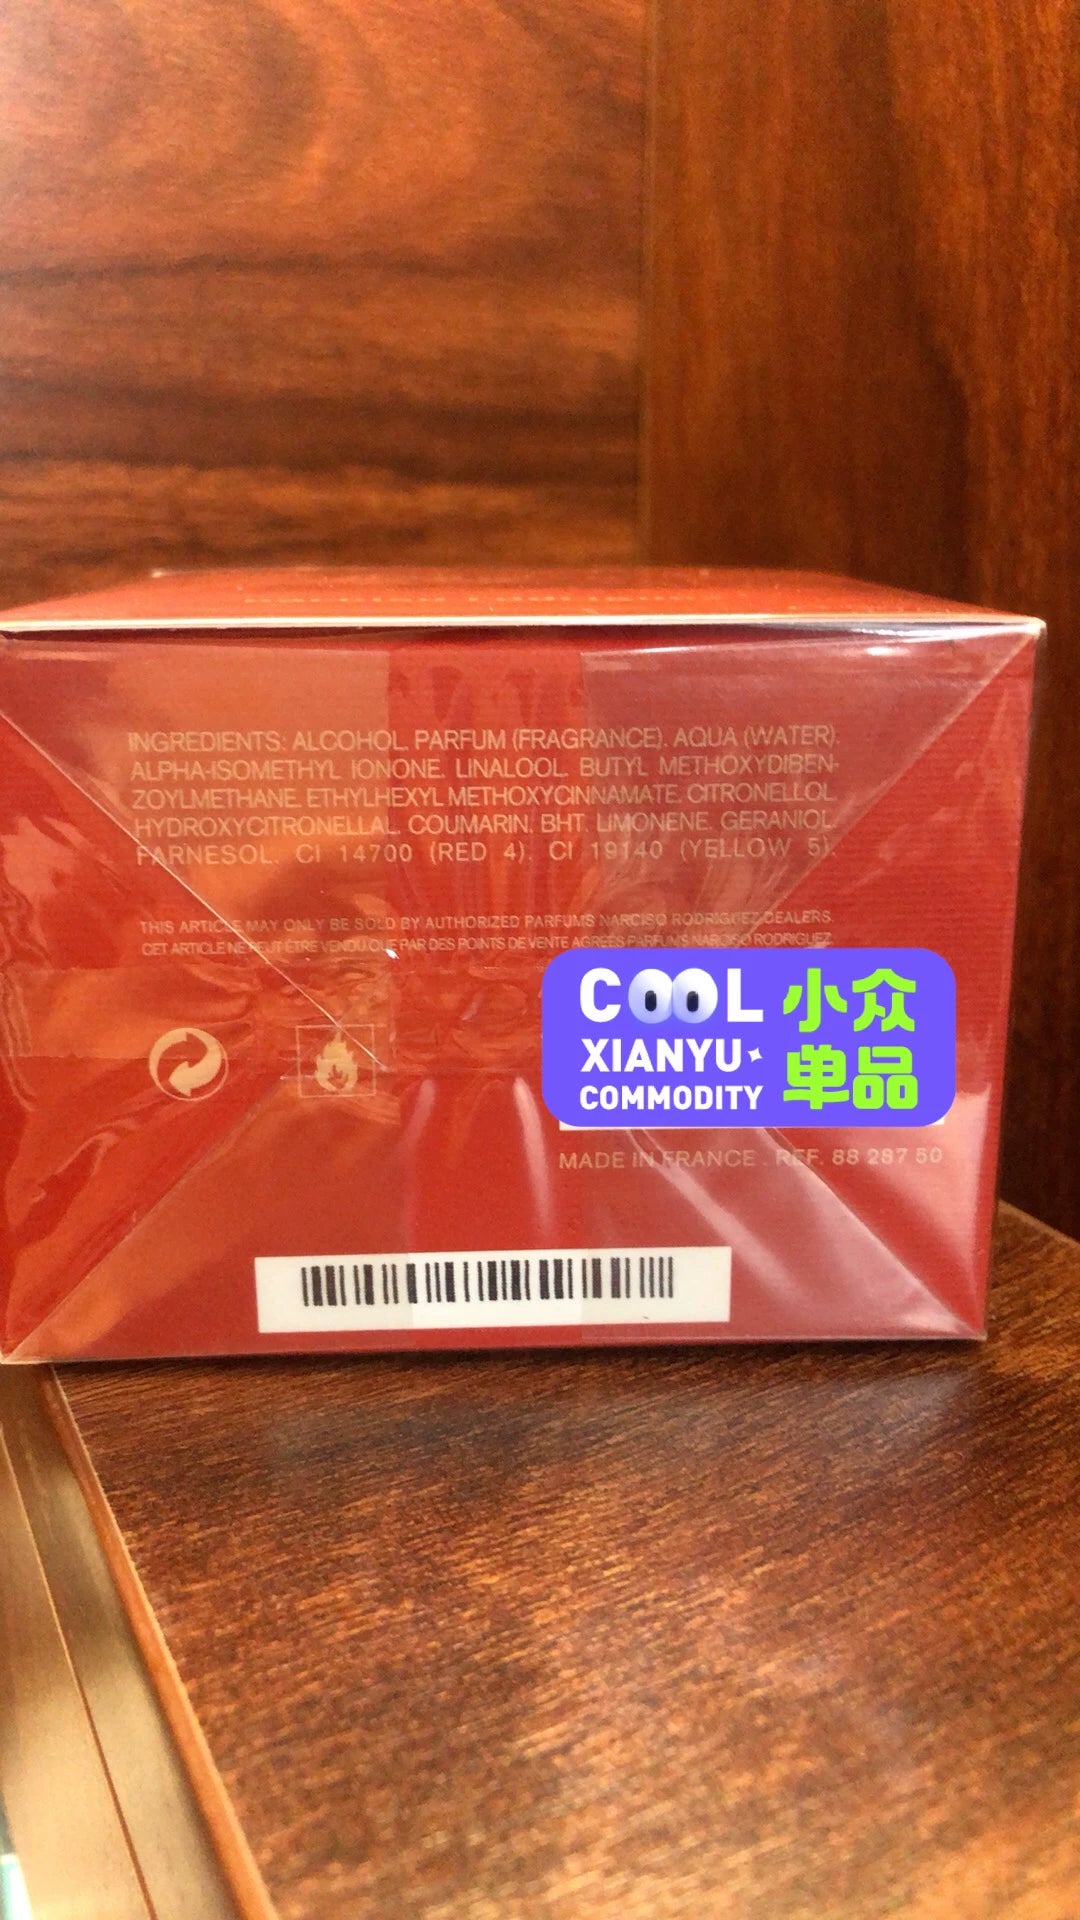 INGREDIENTS: ALCOHOL. PARFUM (FRAGRANCE). AQUA (WATER).
ALPHA-ISOMETHYL IONONE. LINALOOL. BUTYL METHOXYDIBEN-
ZOYLMETHANE. ETHYLHEXYL METHOXYCINNAMATE. CITRONELLOL.
HYDROXYCITRONELLAL. COUMARIN. BHT. LIMONENE. GERANIOL.
FARNESOL. CI 14700 (RED 4). CI 19140 (YELLOW 5).
THIS ARTICLE MAY ONLY BE SOLD BY AUTHORIZED PARFUMS NARCISO RODRIGUEZ DEALERS.
CET ARTICLE NE PEUT ÊTRE VENDU QUE PAR DES POINTS DE VENTE AGRÉÉS PARFUMS NARCISO RODRIGUEZ.
COOL 小众
XIANYU 单品
COMMODITY
MADE IN FRANCE . REF. 88 287 50